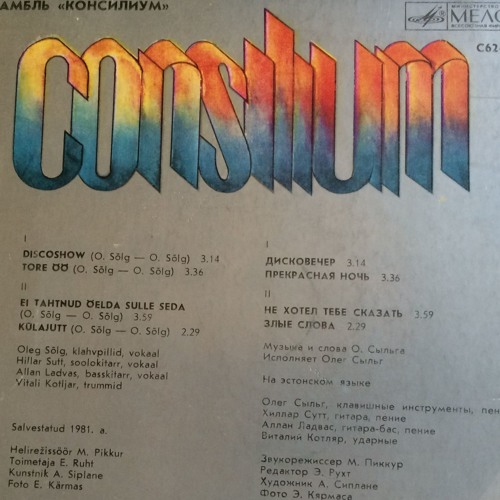 АМБЛЬ «КОНСИЛИУМ»
МЕЛО
С62
consilium
I
DISCOSHOW (O. Sõlg — O. Sõlg) 3.14
TORE ÖÖ (O. Sõlg — O. Sõlg) 3.36
II
EI TAHTNUD ÖELDA SULLE SEDA
(O. Sõlg — O. Sõlg) 3.59
KÜLAJUTT (O. Sõlg — O. Sõlg) 2.29
Oleg Sõlg, klahvpillid, vokaal
Hillar Sutt, soolokitarr, vokaal
Allan Ladvas, basskitarr, vokaal
Vitali Kotljar, trummid
Salvestatud 1981. a.
Helirežissöör M. Pikkur
Toimetaja E. Ruht
Kunstnik A. Siplane
Foto E. Kärmas
I
ДИСКОВЕЧЕР 3.14
ПРЕКРАСНАЯ НОЧЬ 3.36
II
НЕ ХОТЕЛ ТЕБЕ СКАЗАТЬ 3.59
ЗЛЫЕ СЛОВА 2.29
Музыка и слова О. Сыльга
Исполняет Олег Сыльг
На эстонском языке
Олег Сыльг, клавишные инструменты, пен
Хиллар Сутт, гитара, пение
Аллан Ладвас, гитара-бас, пение
Виталий Котляр, ударные
Звукорежиссер М. Пиккур
Редактор Э. Рухт
Художник А. Сиплане
Фото Э. Кярмаса